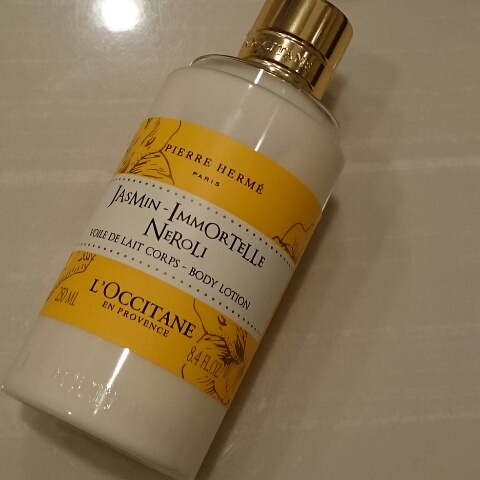 L'OCCITANE
PIERRE HERMÉ
PARIS
JASMIN-IMMORTELLE
NEROLI
VOILE DE LAIT CORPS - BODY LOTION
L'OCCITANE
EN PROVENCE
250 ML
8.4 FL.OZ